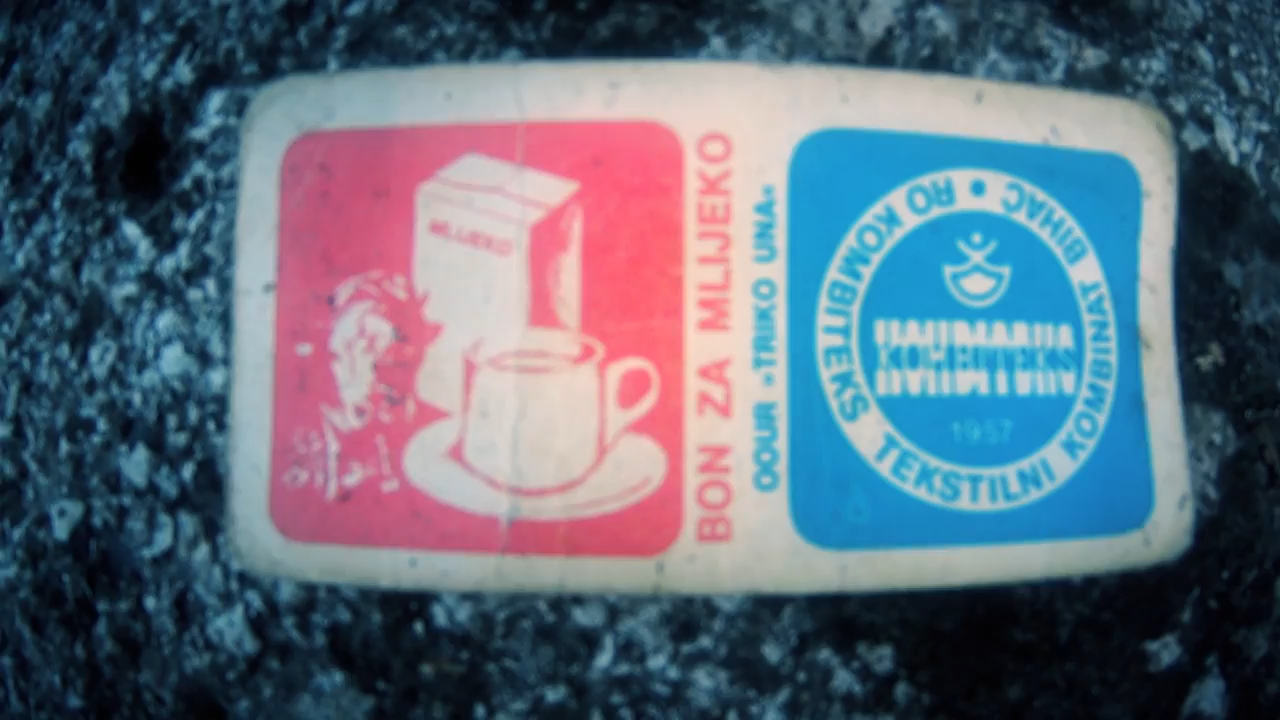 MLIJEKO
BON ZA MLIJEKO
OOUR »TRIKO UNA«
RO KOMBITEKS TEKSTILNI KOMBINAT BIHAĆ •
KOMBITEKS
1957